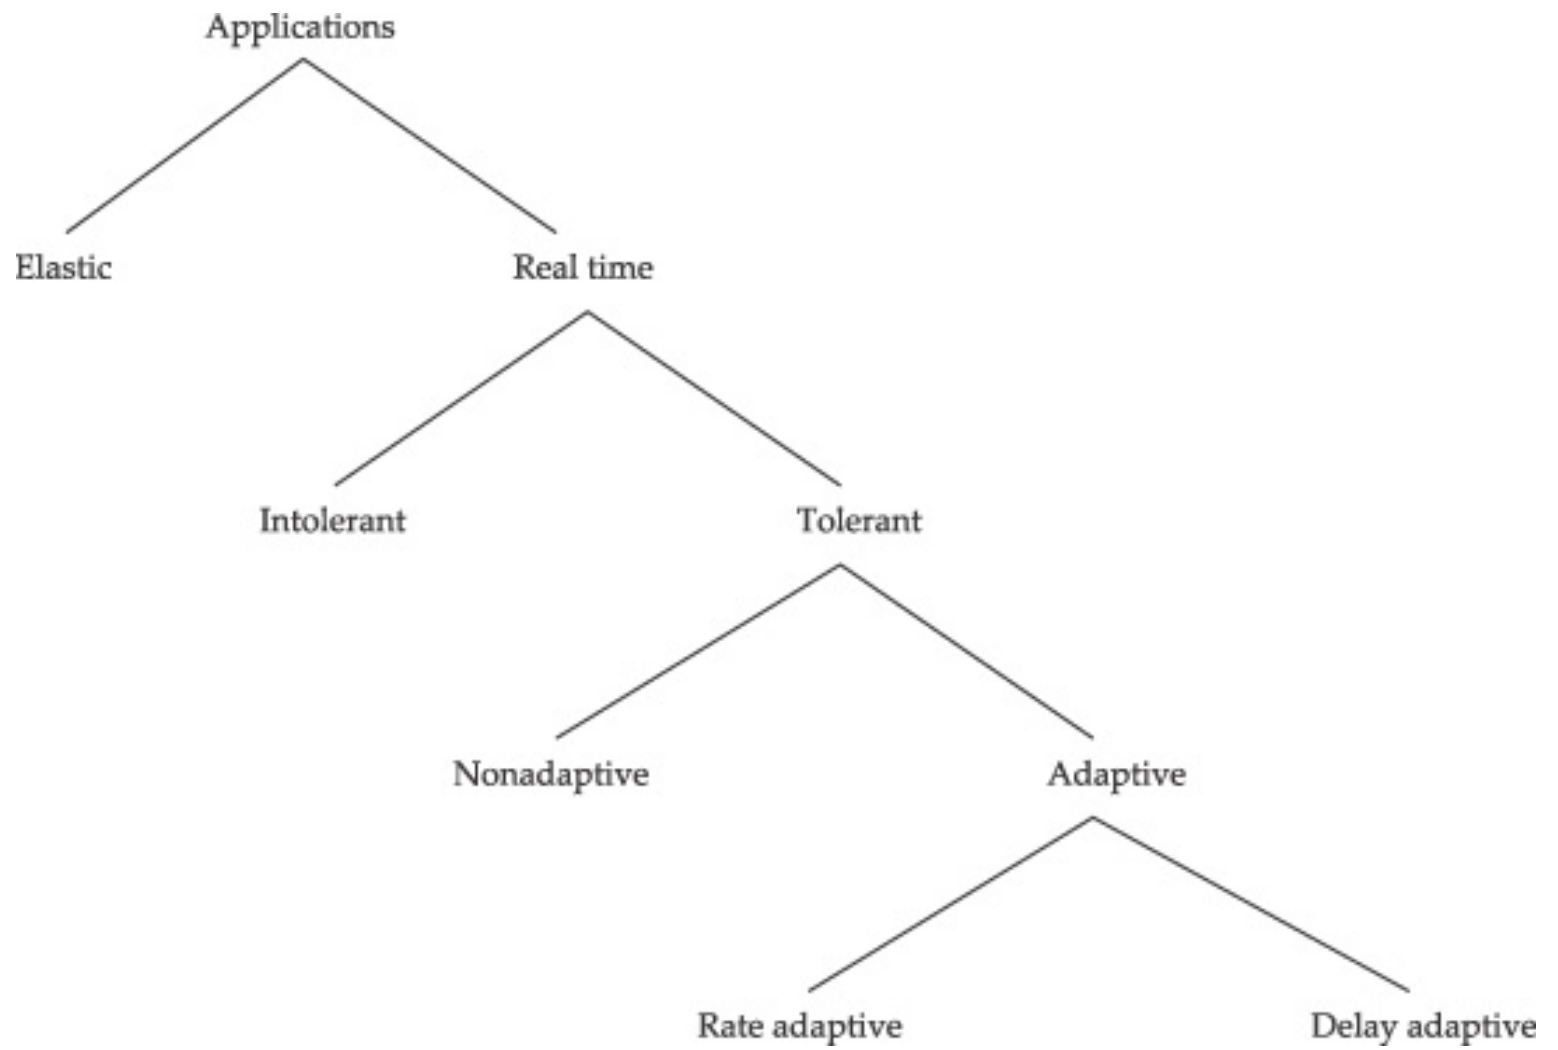 Applications
Elastic
Real time
Intolerant
Tolerant
Nonadaptive
Adaptive
Rate adaptive
Delay adaptive